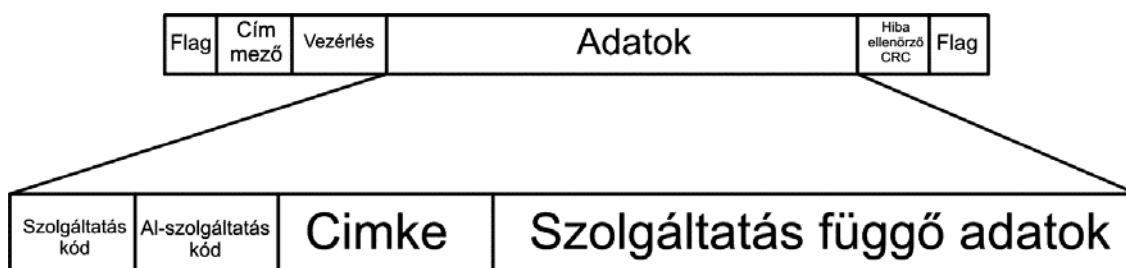 Flag
Cím
mező
Vezérlés
Adatok
Hiba
ellenörző
CRC
Flag
Szolgáltatás
kód
Al-szolgáltatás
kód
Cimke
Szolgáltatás függő adatok